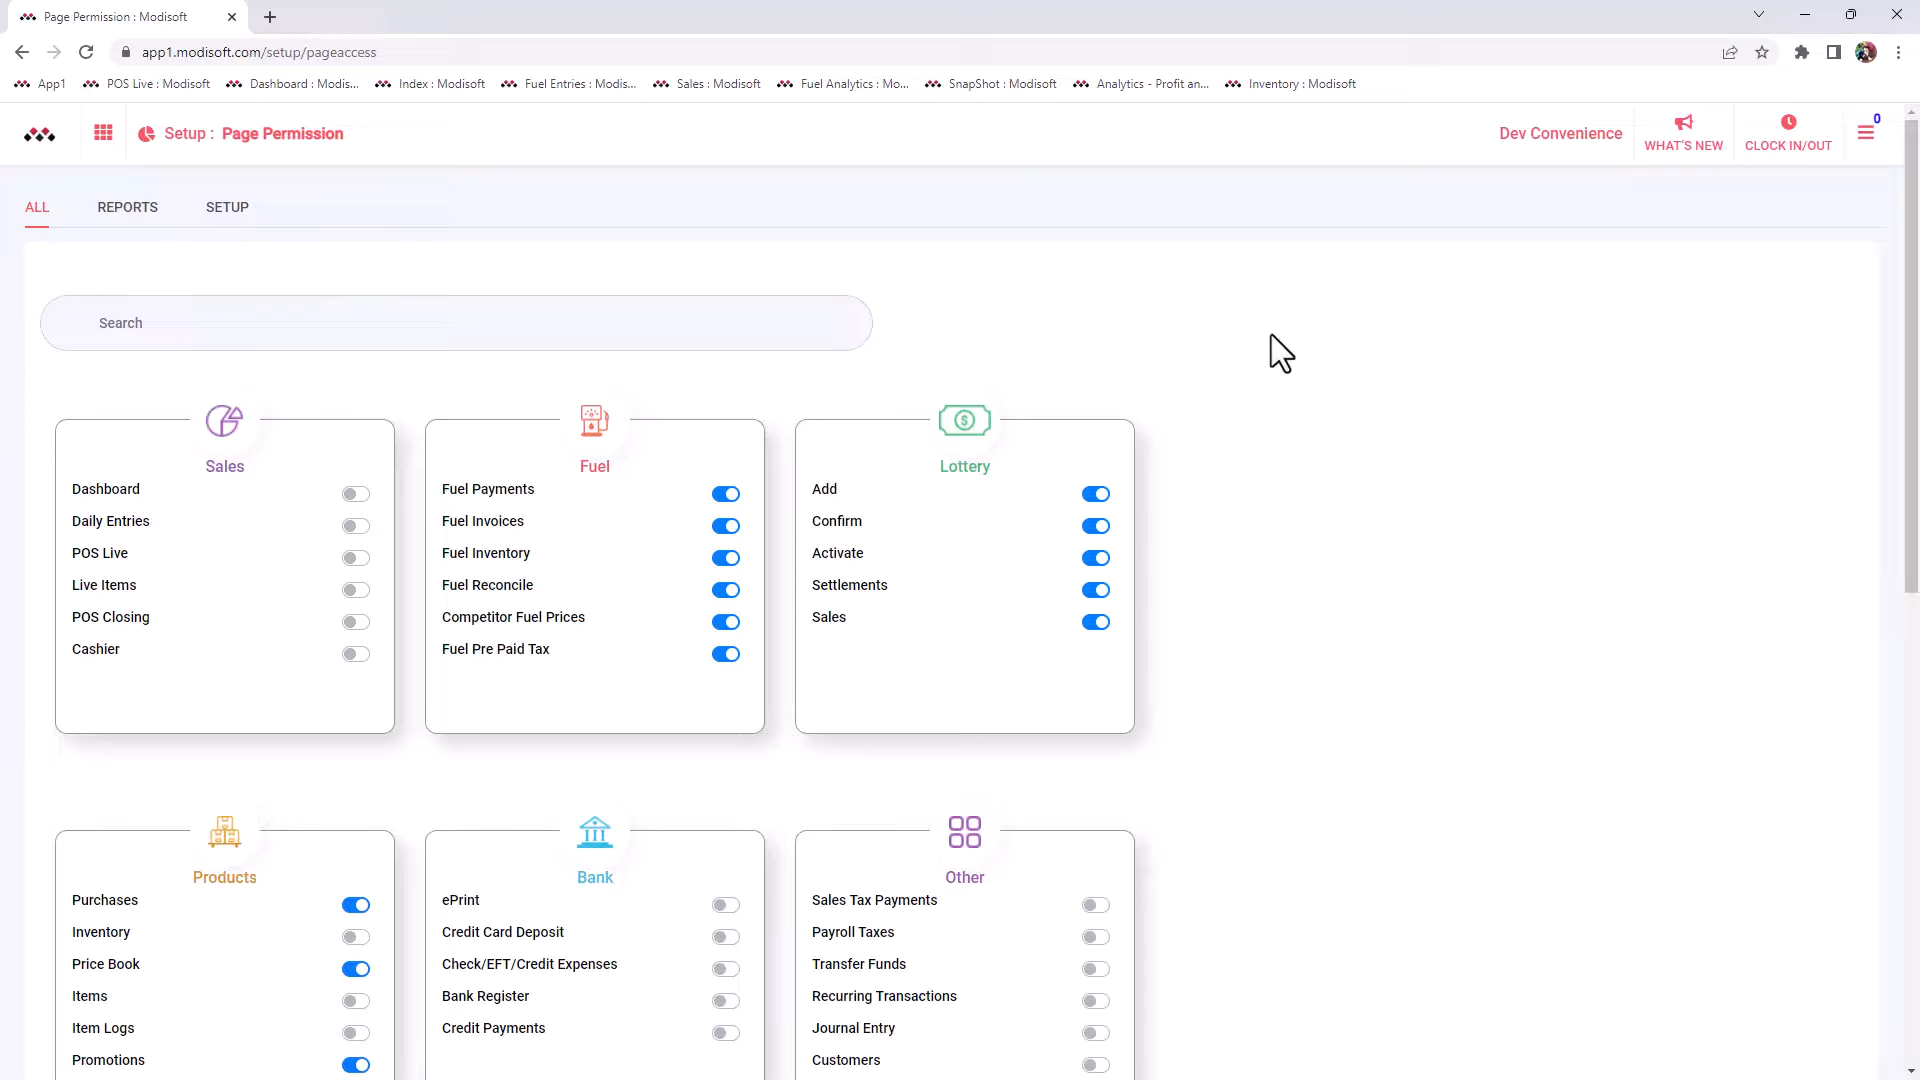 Page Permission : Modisoft
app1.modisoft.com/setup/pageaccess
App1 POS Live : Modisoft Dashboard : Modis... Index : Modisoft Fuel Entries : Modis... Sales : Modisoft Fuel Analytics : Mo... SnapShot : Modisoft Analytics - Profit an... Inventory : Modisoft
Setup : Page Permission
Dev Convenience
WHAT'S NEW
CLOCK IN/OUT
0
ALL REPORTS SETUP
Search
Sales
Dashboard
Daily Entries
POS Live
Live Items
POS Closing
Cashier
Fuel
Fuel Payments
Fuel Invoices
Fuel Inventory
Fuel Reconcile
Competitor Fuel Prices
Fuel Pre Paid Tax
Lottery
Add
Confirm
Activate
Settlements
Sales
Products
Purchases
Inventory
Price Book
Items
Item Logs
Promotions
Bank
ePrint
Credit Card Deposit
Check/EFT/Credit Expenses
Bank Register
Credit Payments
Other
Sales Tax Payments
Payroll Taxes
Transfer Funds
Recurring Transactions
Journal Entry
Customers